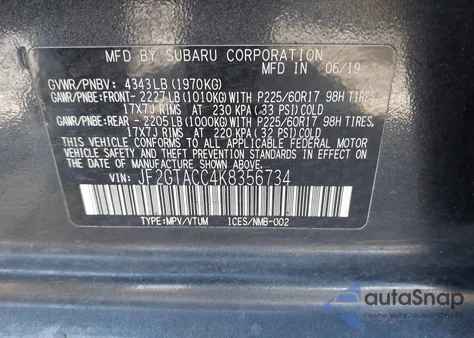 MFD BY SUBARU CORPORATION
MFD IN 06/19
GVWR/PNBV: 4343LB (1970KG)
GAWR/PNBE: FRONT- 2227LB (1010KG) WITH P225/60R17 98H TIRES,
17X7J RIMS AT 230 KPA (33 PSI) COLD
GAWR/PNBE: REAR - 2205LB (1000KG) WITH P225/60R17 98H TIRES,
17X7J RIMS AT 220 KPA (32 PSI) COLD
THIS VEHICLE CONFORMS TO ALL APPLICABLE FEDERAL MOTOR
VEHICLE SAFETY, BUMPER, AND THEFT PREVENTION STANDARDS
IN EFFECT ON THE DATE OF MANUFACTURE SHOWN ABOVE.
VIN: JF2GTACC4K8356734
TYPE:MPV/VTUM ICES/NMB-002
autoSnap